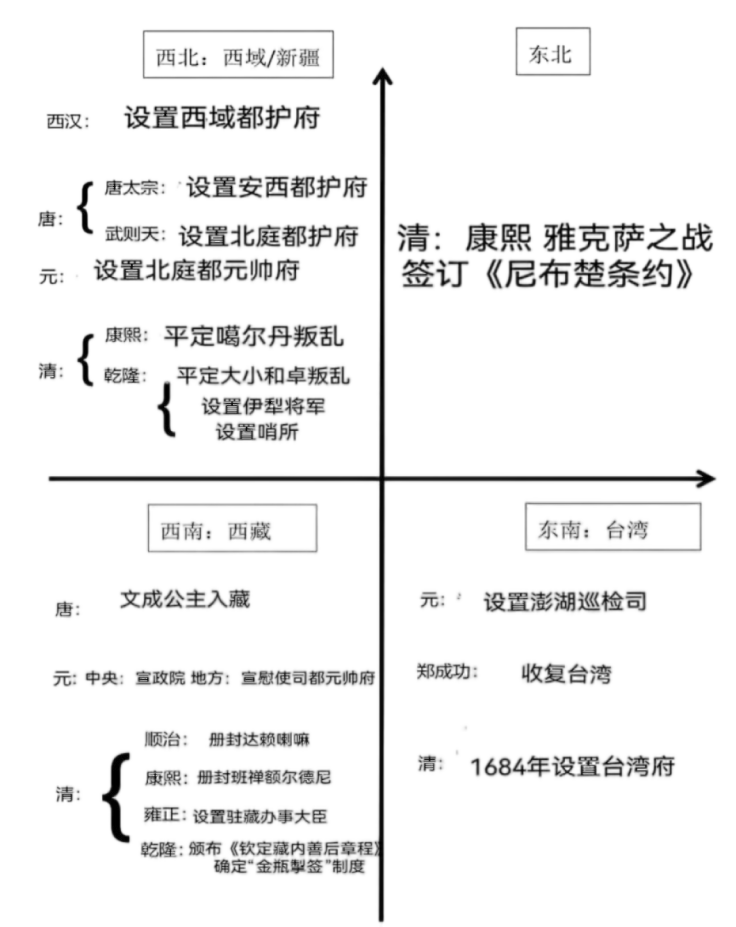 西北：西域/新疆
西汉： 设置西域都护府
唐：
唐太宗： 设置安西都护府
武则天： 设置北庭都护府
元： 设置北庭都元帅府
清：
康熙： 平定噶尔丹叛乱
乾隆： 平定大小和卓叛乱
设置伊犁将军
设置哨所
东北
清：康熙 雅克萨之战
签订《尼布楚条约》
西南：西藏
唐： 文成公主入藏
元：中央：宣政院 地方：宣慰使司都元帅府
清：
顺治： 册封达赖喇嘛
康熙：册封班禅额尔德尼
雍正：设置驻藏办事大臣
乾隆：颁布《钦定藏内善后章程》
确定“金瓶掣签”制度
东南：台湾
元： 设置澎湖巡检司
郑成功： 收复台湾
清： 1684年设置台湾府